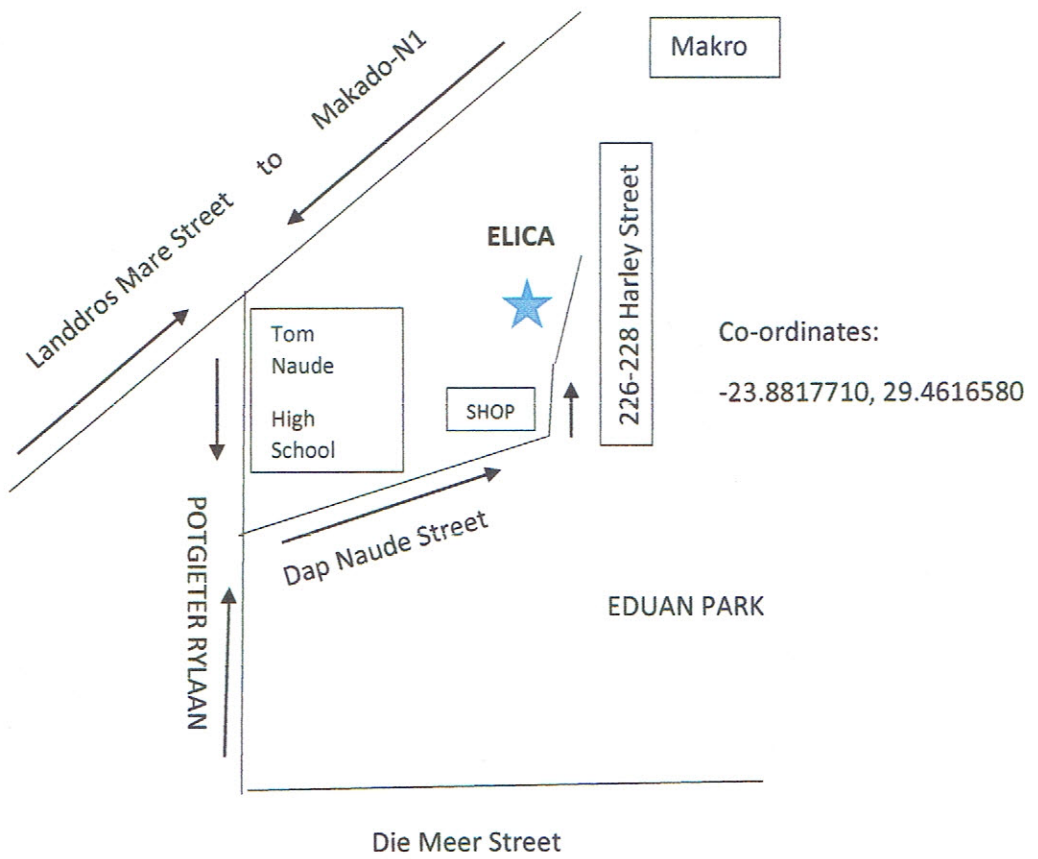 Makro
Landdros Mare Street to Makado-N1
ELICA
226-228 Harley Street
Tom
Naude
High
School
SHOP
Co-ordinates:
-23.8817710, 29.4616580
POTGIETER RYLAAN
Dap Naude Street
EDUAN PARK
Die Meer Street